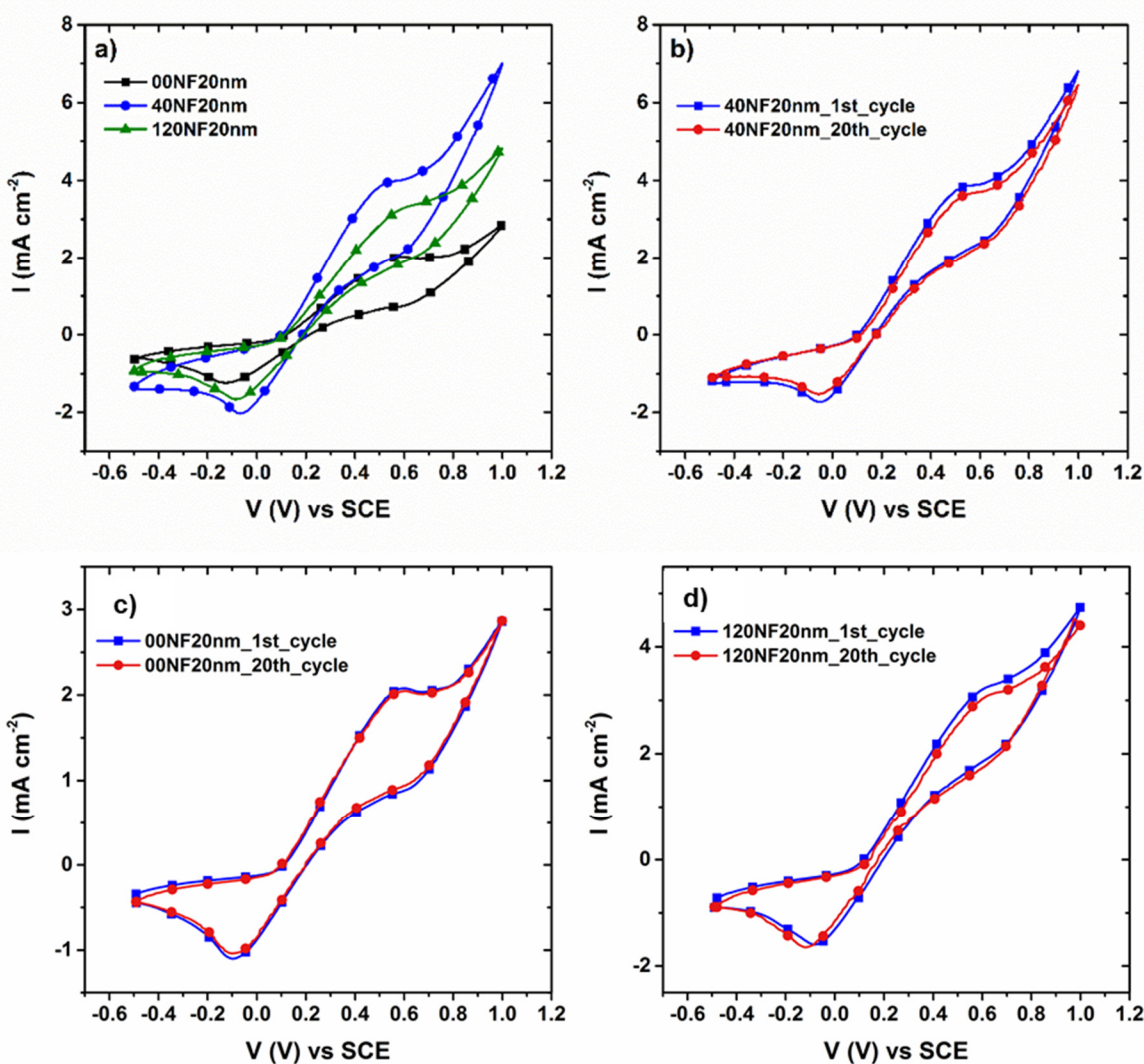 a)
00NF20nm
40NF20nm
120NF20nm
I (mA cm-2)
8
6
4
2
0
-2
-0.6 -0.4 -0.2 0.0 0.2 0.4 0.6 0.8 1.0 1.2
V (V) vs SCE
b)
40NF20nm_1st_cycle
40NF20nm_20th_cycle
I (mA cm-2)
8
6
4
2
0
-2
-0.6 -0.4 -0.2 0.0 0.2 0.4 0.6 0.8 1.0 1.2
V (V) vs SCE
c)
00NF20nm_1st_cycle
00NF20nm_20th_cycle
I (mA cm-2)
3
2
1
0
-1
-0.6 -0.4 -0.2 0.0 0.2 0.4 0.6 0.8 1.0 1.2
V (V) vs SCE
d)
120NF20nm_1st_cycle
120NF20nm_20th_cycle
I (mA cm-2)
4
2
0
-2
-0.6 -0.4 -0.2 0.0 0.2 0.4 0.6 0.8 1.0 1.2
V (V) vs SCE